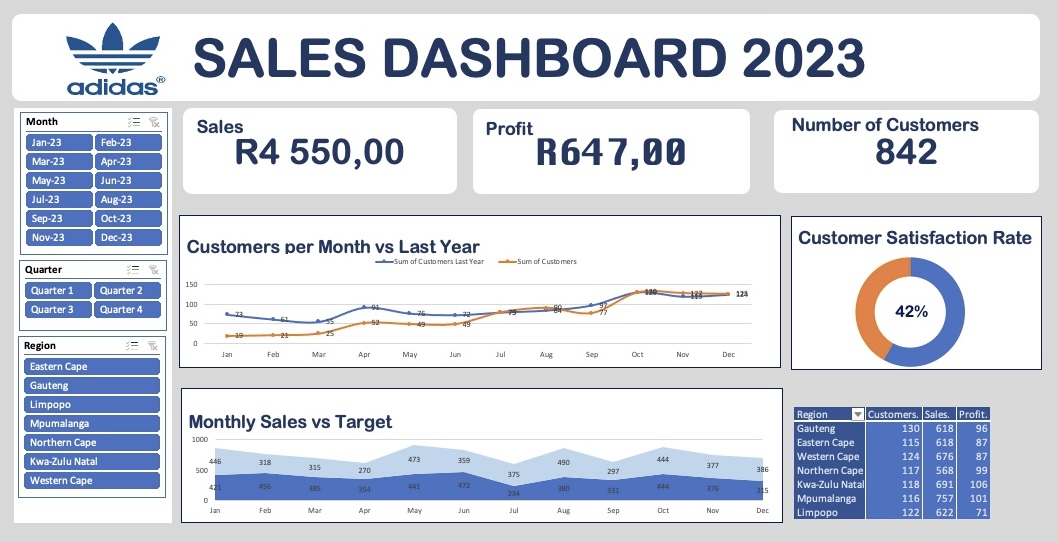 adidas®
SALES DASHBOARD 2023
Month
Jan-23 Feb-23
Mar-23 Apr-23
May-23 Jun-23
Jul-23 Aug-23
Sep-23 Oct-23
Nov-23 Dec-23
Quarter
Quarter 1 Quarter 2
Quarter 3 Quarter 4
Region
Eastern Cape
Gauteng
Limpopo
Mpumalanga
Northern Cape
Kwa-Zulu Natal
Western Cape
Sales
R4 550,00
Profit
R647,00
Number of Customers
842
Customers per Month vs Last Year
Sum of Customers Last Year Sum of Customers
150
100
50
0
73 61 55 91 76 72 79 84 97 130 119 124
19 21 25 52 49 49 79 90 77 127
Jan Feb Mar Apr May Jun Jul Aug Sep Oct Nov Dec
Customer Satisfaction Rate
42%
Monthly Sales vs Target
1000
500
0
446 318 315 270 473 359 375 490 297 444 377 386
421 456 385 354 441 472 234 380 331 444 376 315
Jan Feb Mar Apr May Jun Jul Aug Sep Oct Nov Dec
Region Customers. Sales. Profit.
Gauteng 130 618 96
Eastern Cape 115 618 87
Western Cape 124 676 87
Northern Cape 117 568 99
Kwa-Zulu Natal 118 691 106
Mpumalanga 116 757 101
Limpopo 122 622 71